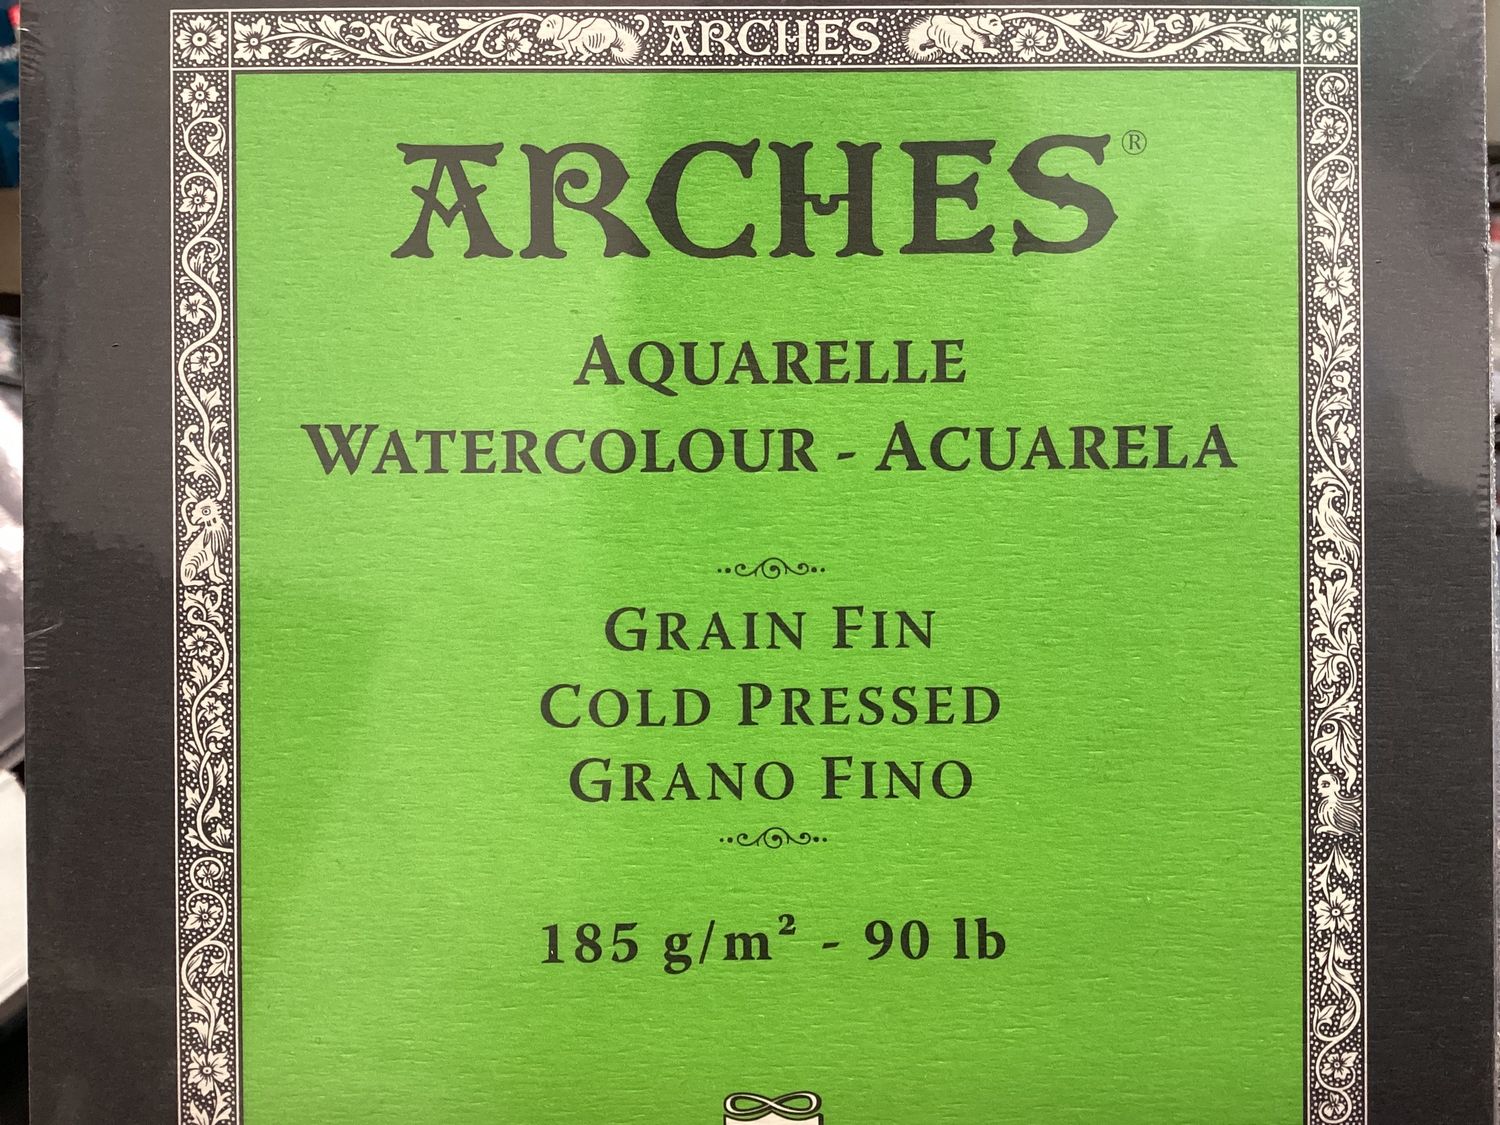 ARCHES
ARCHES®
AQUARELLE
WATERCOLOUR - ACUARELA
GRAIN FIN
COLD PRESSED
GRANO FINO
185 g/m² - 90 lb